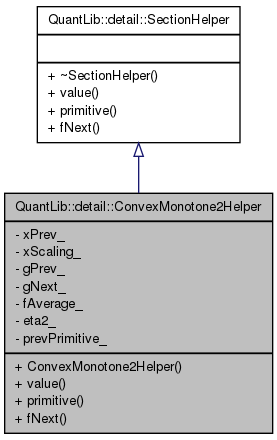 QuantLib::detail::SectionHelper
+ ~SectionHelper()
+ value()
+ primitive()
+ fNext()
QuantLib::detail::ConvexMonotone2Helper
- xPrev_
- xScaling_
- gPrev_
- gNext_
- fAverage_
- eta2_
- prevPrimitive_
+ ConvexMonotone2Helper()
+ value()
+ primitive()
+ fNext()